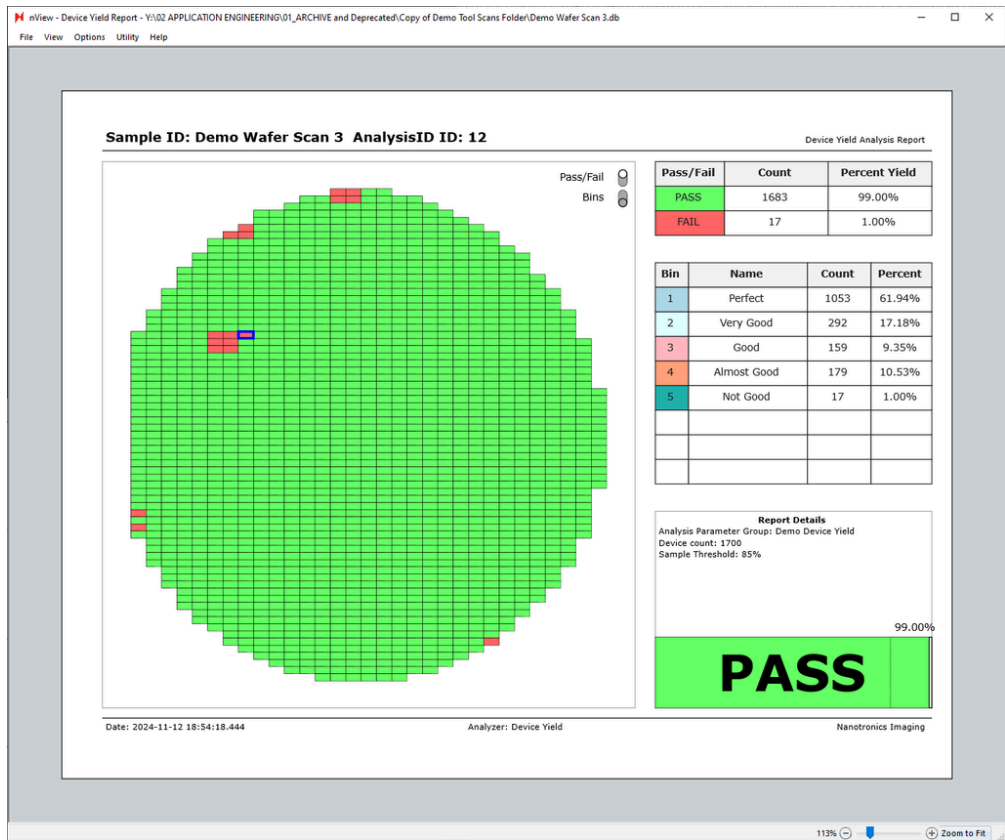 nView - Device Yield Report - Y:\02 APPLICATION ENGINEERING\01_ARCHIVE and Deprecated\Copy of Demo Tool Scans Folder\Demo Wafer Scan 3.db
File View Options Utility Help
Sample ID: Demo Wafer Scan 3 AnalysisID ID: 12
Device Yield Analysis Report
Pass/Fail
Bins
Pass/Fail Count Percent Yield
PASS 1683 99.00%
FAIL 17 1.00%
Bin Name Count Percent
1 Perfect 1053 61.94%
2 Very Good 292 17.18%
3 Good 159 9.35%
4 Almost Good 179 10.53%
5 Not Good 17 1.00%
Report Details
Analysis Parameter Group: Demo Device Yield
Device count: 1700
Sample Threshold: 85%
99.00%
PASS
Date: 2024-11-12 18:54:18.444 Analyzer: Device Yield Nanotronics Imaging
113% Zoom to Fit